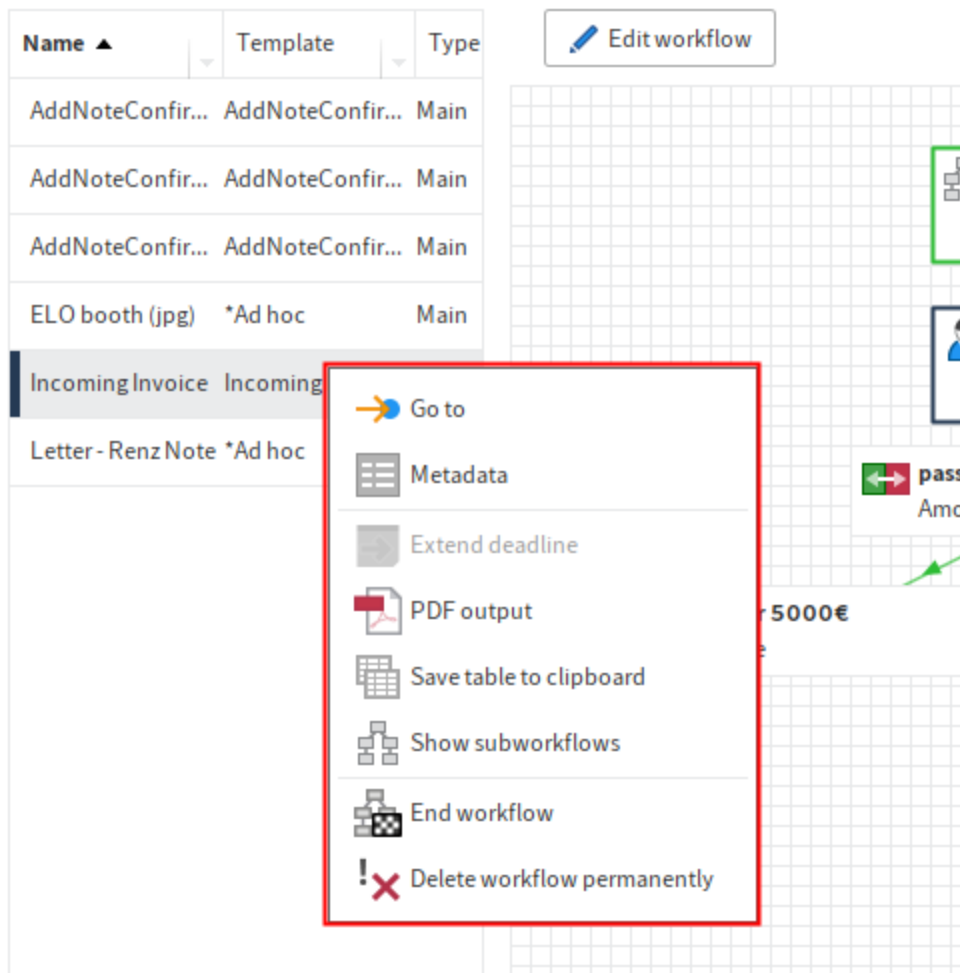 Name Template Type
Edit workflow
AddNoteConfir... AddNoteConfir... Main
AddNoteConfir... AddNoteConfir... Main
AddNoteConfir... AddNoteConfir... Main
ELO booth (jpg) *Ad hoc Main
Incoming Invoice Incoming
Letter - Renz Note *Ad hoc
Go to
Metadata
Extend deadline
PDF output
Save table to clipboard
Show subworkflows
End workflow
Delete workflow permanently
5000€